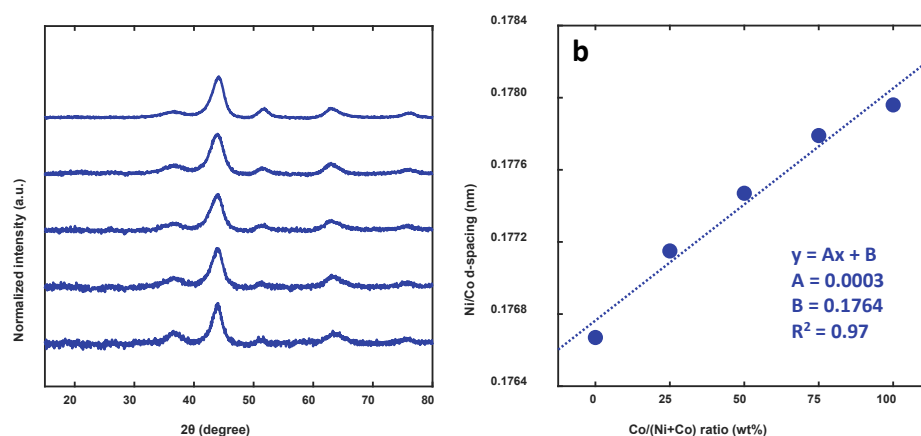 Normalized intensity (a.u.)
20 30 40 50 60 70 80
2θ (degree)
b
Ni/Co d-spacing (nm)
0.1784
0.1780
0.1776
0.1772
0.1768
0.1764
y = Ax + B
A = 0.0003
B = 0.1764
R² = 0.97
0 25 50 75 100
Co/(Ni+Co) ratio (wt%)